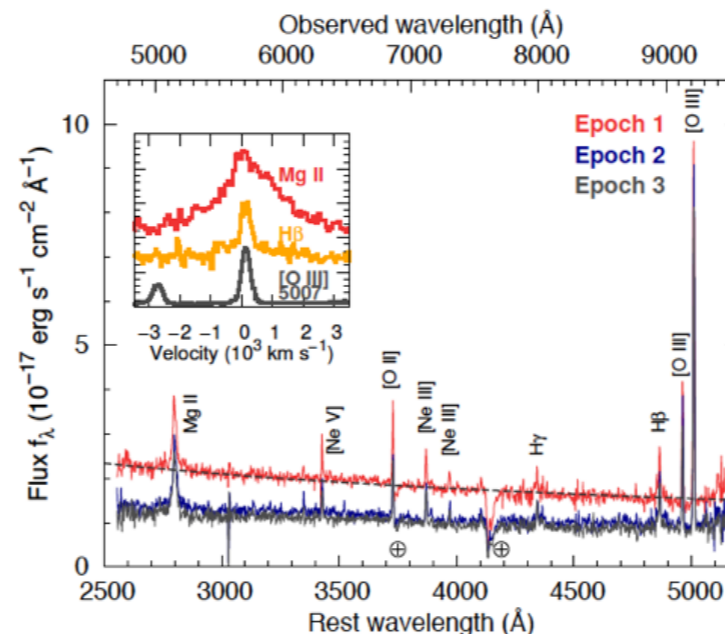 Observed wavelength (Å)
5000 6000 7000 8000 9000
[O III]
Epoch 1
Epoch 2
Epoch 3
10
5
0
Flux fλ (10⁻¹⁷ erg s⁻¹ cm⁻² Å⁻¹)
Mg II
Hβ
[O III]
5007
−3 −2 −1 0 1 2 3
Velocity (10³ km s⁻¹)
Mg II
[Ne V]
[O II]
[Ne III]
[Ne III]
Hγ
Hβ
[O III]
2500 3000 3500 4000 4500 5000
Rest wavelength (Å)